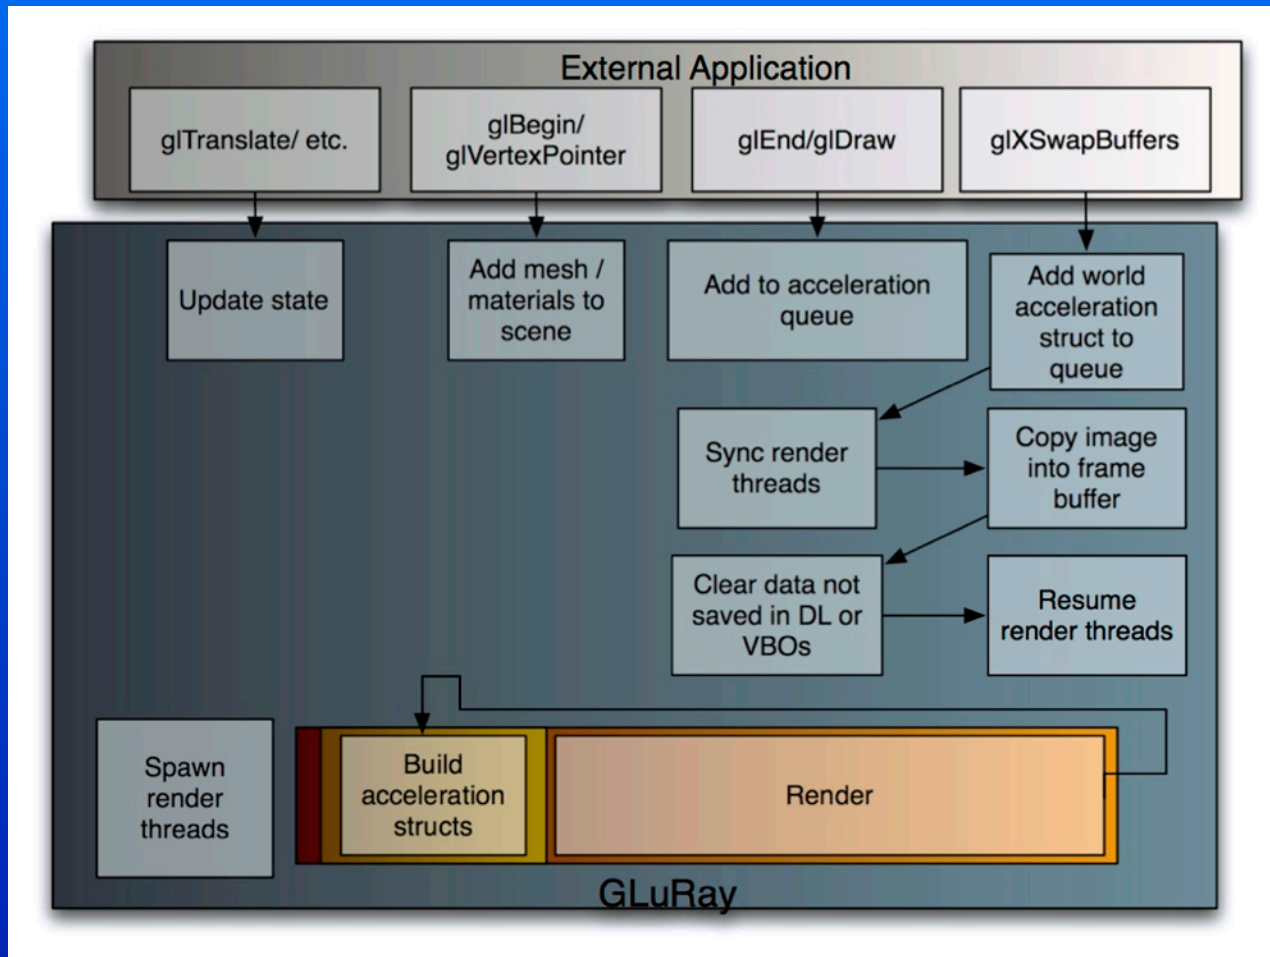 External Application
glTranslate/ etc.
glBegin/
glVertexPointer
glEnd/glDraw
glXSwapBuffers
Update state
Add mesh /
materials to
scene
Add to acceleration
queue
Add world
acceleration
struct to
queue
Sync render
threads
Copy image
into frame
buffer
Clear data not
saved in DL or
VBOs
Resume
render threads
Spawn
render
threads
Build
acceleration
structs
Render
GLuRay